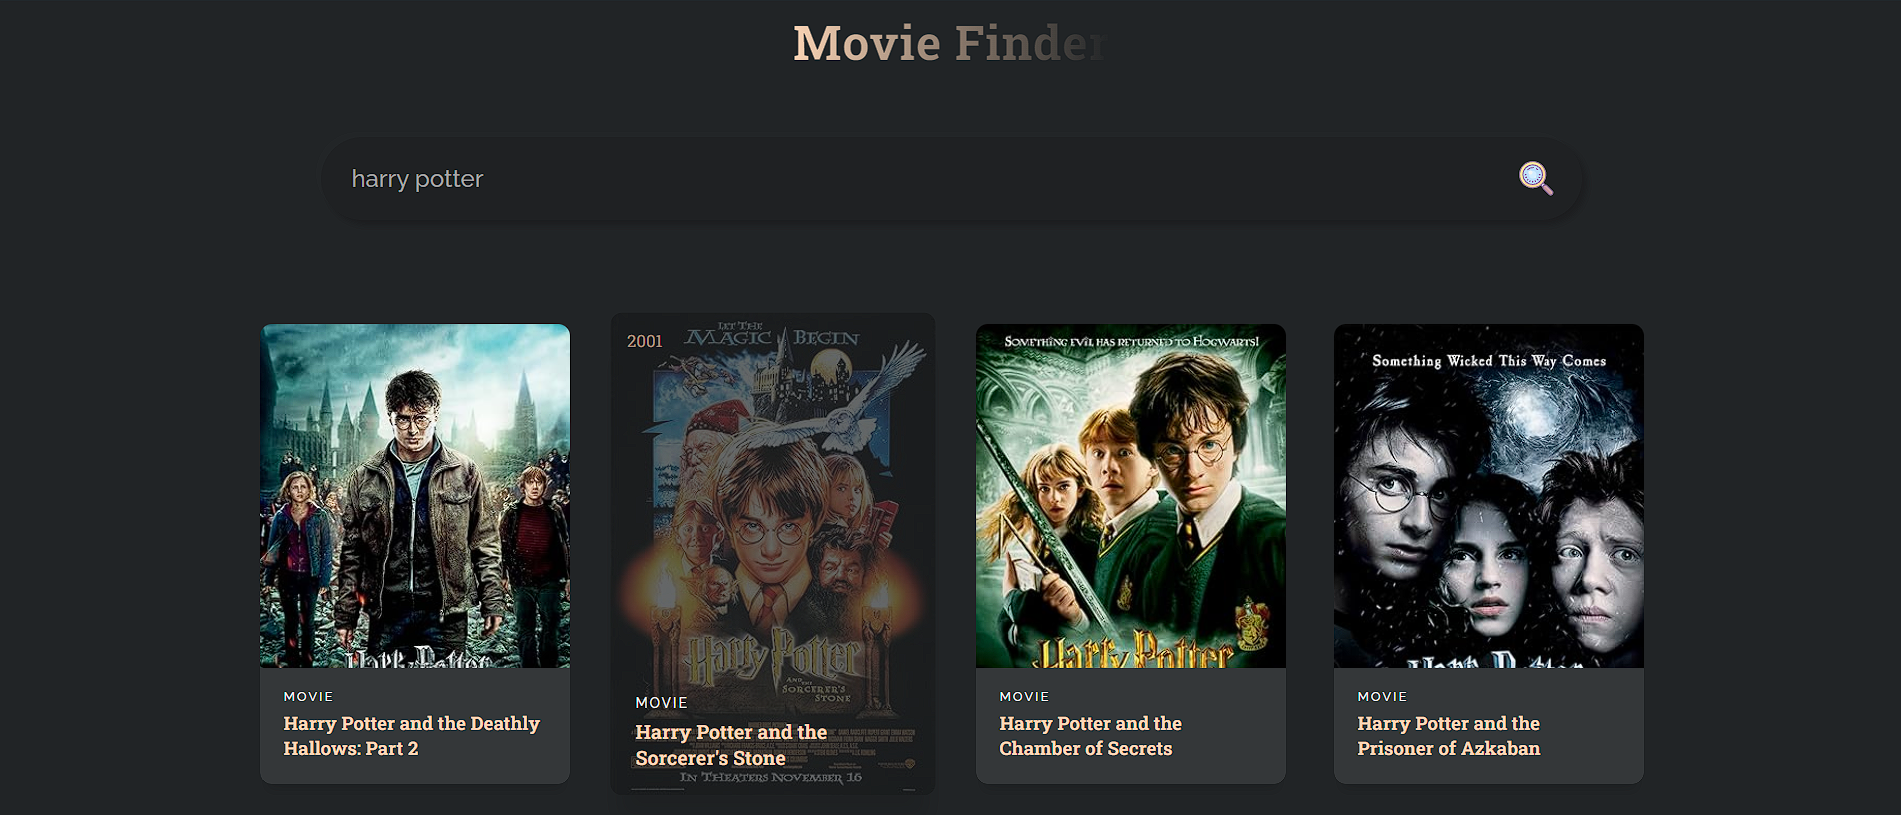 Movie Finder
harry potter
2001
LET THE
MAGIC BEGIN
Harry Potter
AND THE
SORCERER'S
STONE
IN THEATERS NOVEMBER 16
MOVIE
Harry Potter and the
Sorcerer's Stone
Harry Potter
MOVIE
Harry Potter and the Deathly
Hallows: Part 2
SOMETHING EVIL HAS RETURNED TO HOGWARTS!
Harry Potter
MOVIE
Harry Potter and the
Chamber of Secrets
Something Wicked This Way Comes
MOVIE
Harry Potter and the
Prisoner of Azkaban